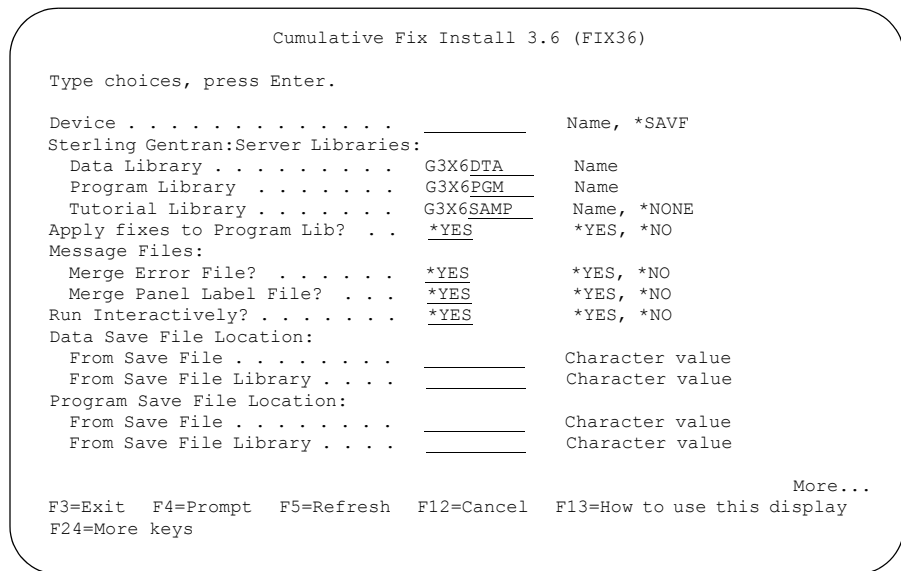 Cumulative Fix Install 3.6 (FIX36)
Type choices, press Enter.
Device . . . . . . . . . . . . . . Name, *SAVF
Sterling Gentran:Server Libraries:
Data Library . . . . . . . . . G3X6DTA Name
Program Library . . . . . . . G3X6PGM Name
Tutorial Library . . . . . . . G3X6SAMP Name, *NONE
Apply fixes to Program Lib? . . *YES *YES, *NO
Message Files:
Merge Error File? . . . . . . *YES *YES, *NO
Merge Panel Label File? . . . *YES *YES, *NO
Run Interactively? . . . . . . . *YES *YES, *NO
Data Save File Location:
From Save File . . . . . . . . Character value
From Save File Library . . . . Character value
Program Save File Location:
From Save File . . . . . . . . Character value
From Save File Library . . . . Character value
More...
F3=Exit F4=Prompt F5=Refresh F12=Cancel F13=How to use this display
F24=More keys